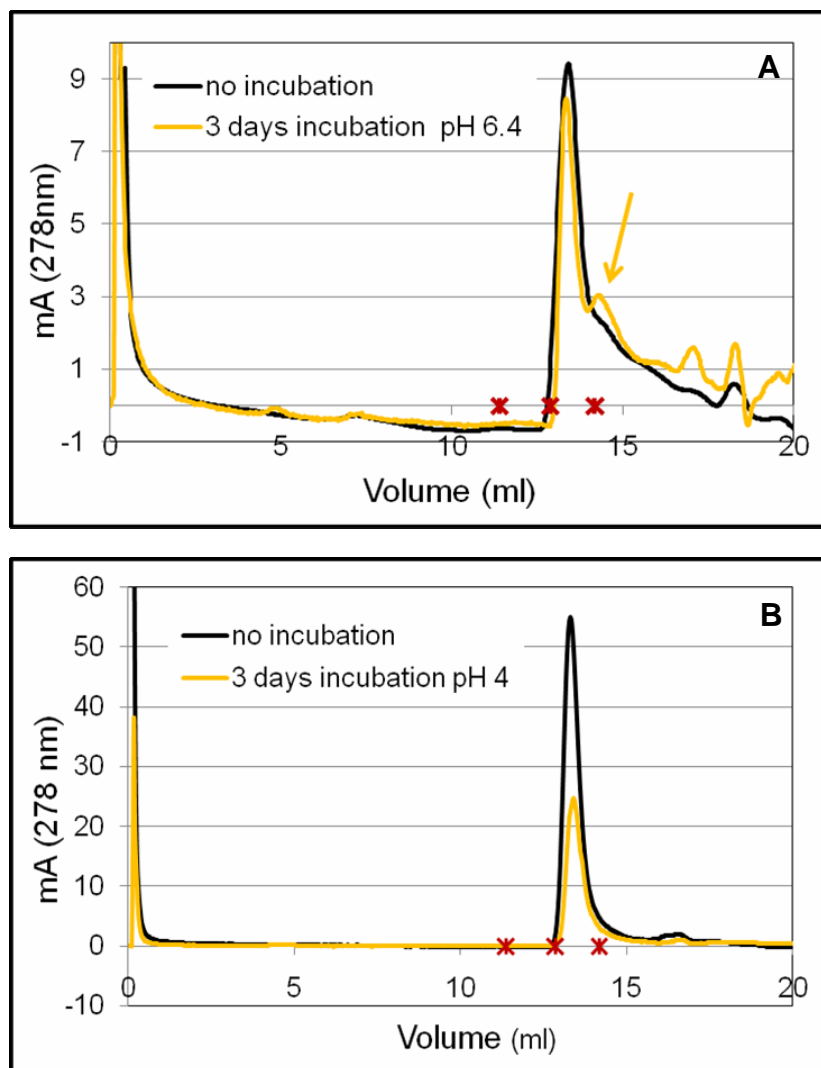 A
9
7
5
3
1
-1
no incubation
3 days incubation pH 6.4
mA (278nm)
0 5 10 15 20
Volume (ml)
B
60
50
40
30
20
10
0
-10
no incubation
3 days incubation pH 4
mA (278 nm)
0 5 10 15 20
Volume (ml)